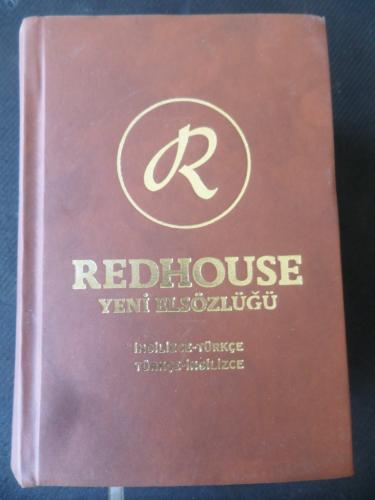 R
REDHOUSE
YENİ ELSÖZLÜĞÜ
İNGİLİZCE-TÜRKÇE
TÜRKÇE-İNGİLİZCE